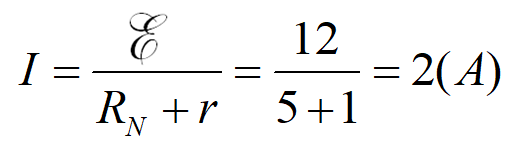 I = ℰ / (R_N + r) = 12 / (5 + 1) = 2(A)